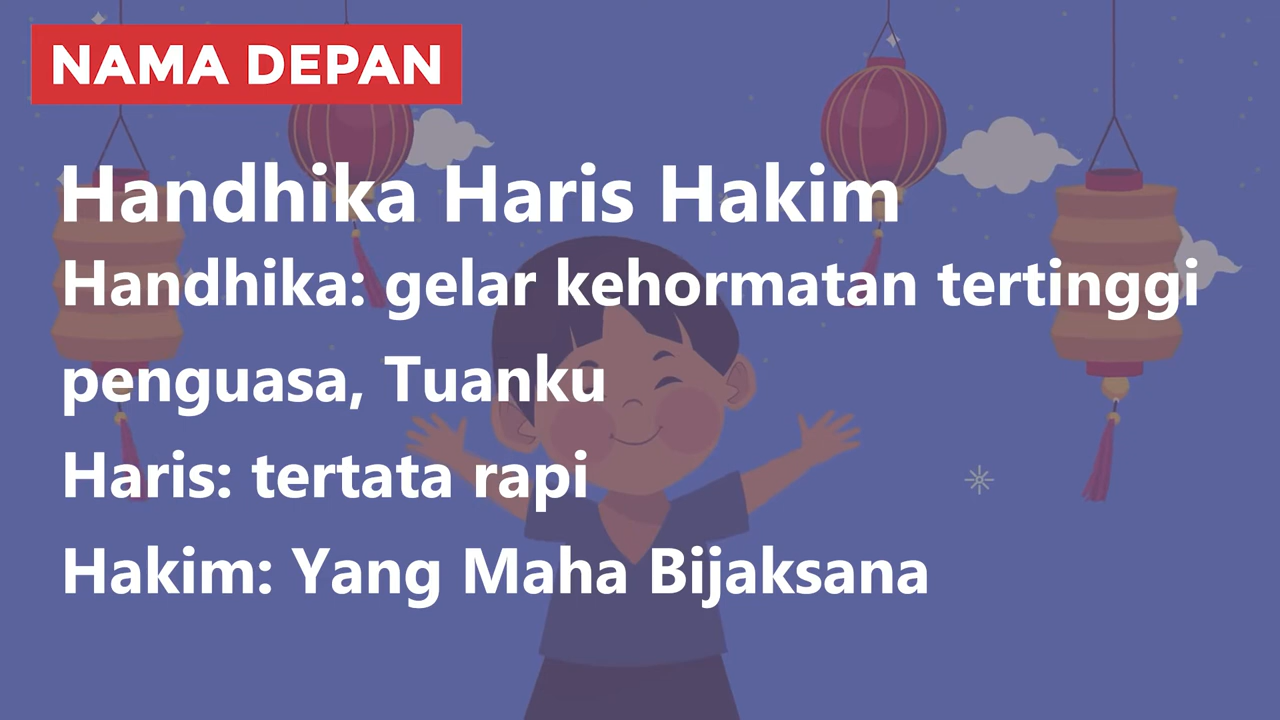 NAMA DEPAN
Handhika Haris Hakim
Handhika: gelar kehormatan tertinggi
penguasa, Tuanku
Haris: tertata rapi
Hakim: Yang Maha Bijaksana